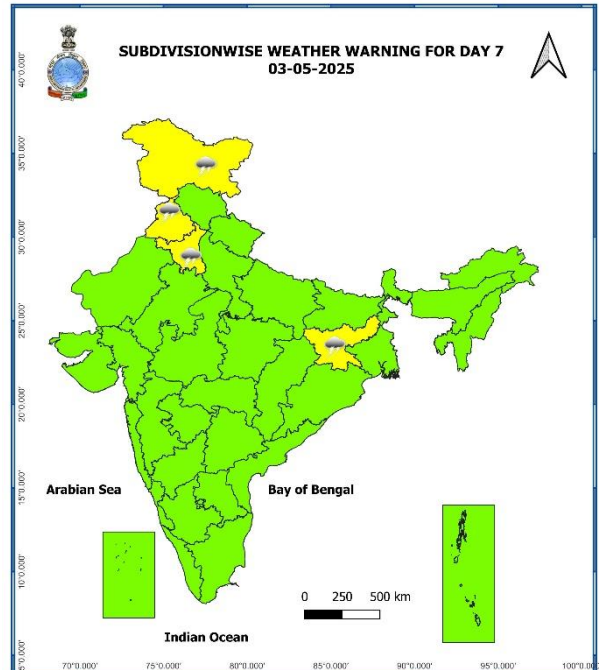 SUBDIVISIONWISE WEATHER WARNING FOR DAY 7
03-05-2025
40°0.000'
35°0.000'
30°0.000'
25°0.000'
20°0.000'
15°0.000'
10°0.000'
5°0.000'
Arabian Sea
Bay of Bengal
0 250 500 km
Indian Ocean
70°0.000' 75°0.000' 80°0.000' 85°0.000' 90°0.000' 95°0.000' 100°0.000'